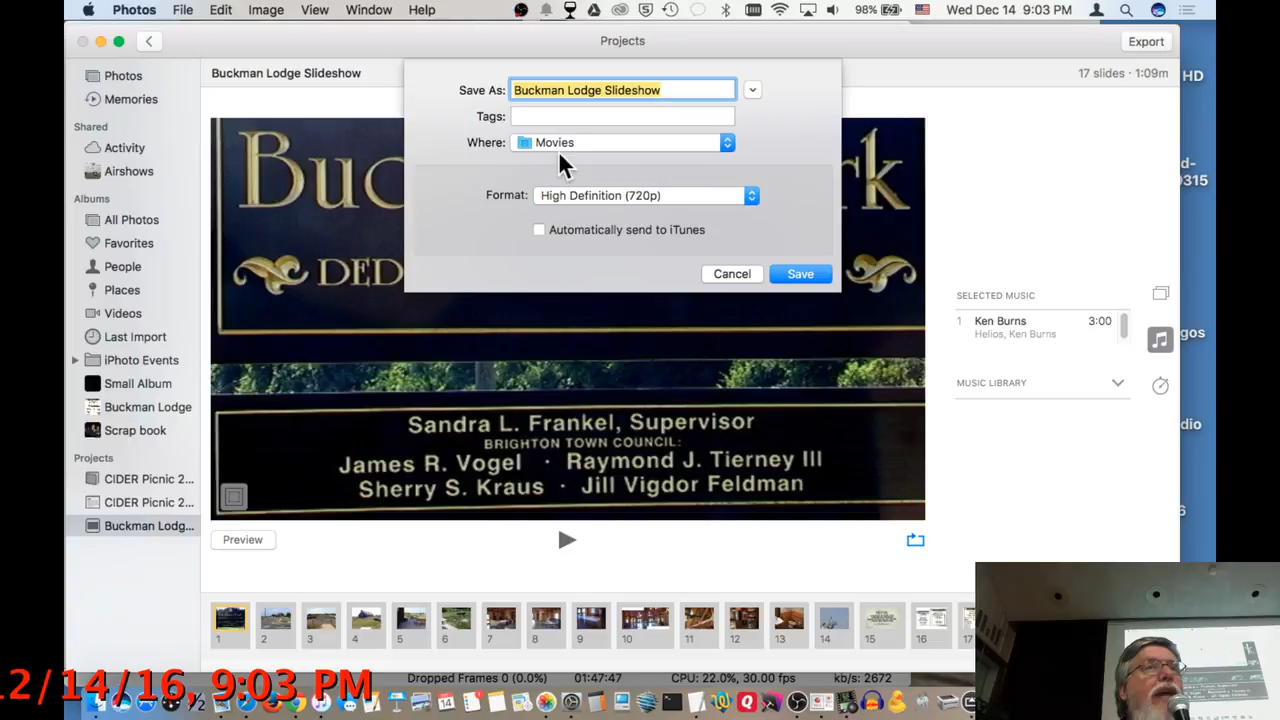 Photos File Edit Image View Window Help 98% Wed Dec 14 9:03 PM
Projects
Export
Photos
Memories
Shared
Activity
Airshows
Albums
All Photos
Favorites
People
Places
Videos
Last Import
iPhoto Events
Small Album
Buckman Lodge
Scrap book
Projects
CIDER Picnic 2...
CIDER Picnic 2...
Buckman Lodg...
Buckman Lodge Slideshow
17 slides · 1:09m
Save As: Buckman Lodge Slideshow
Tags:
Where: Movies
Format: High Definition (720p)
Automatically send to iTunes
Cancel Save
Buc
rk
DED
Sandra L. Frankel, Supervisor
BRIGHTON TOWN COUNCIL:
James R. Vogel · Raymond J. Tierney III
Sherry S. Kraus · Jill Vigdor Feldman
Preview
SELECTED MUSIC
1 Ken Burns 3:00
Helios, Ken Burns
MUSIC LIBRARY
1 2 3 4 5 6 7 8 9 10 11 12 13 14 15 16 17
HD
d-
0315
gos
dio
6
12/14/16, 9:03 PM
Dropped Frames 0 (0.0%) 01:47:47 CPU: 22.0%, 30.00 fps kb/s: 2672